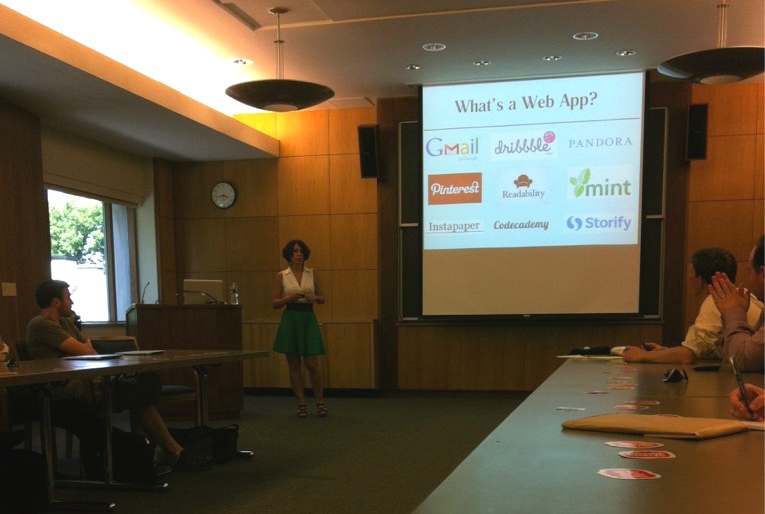 What's a Web App?
Gmail
dribbble
PANDORA
Pinterest
Readability
mint
Instapaper
Codecademy
Storify